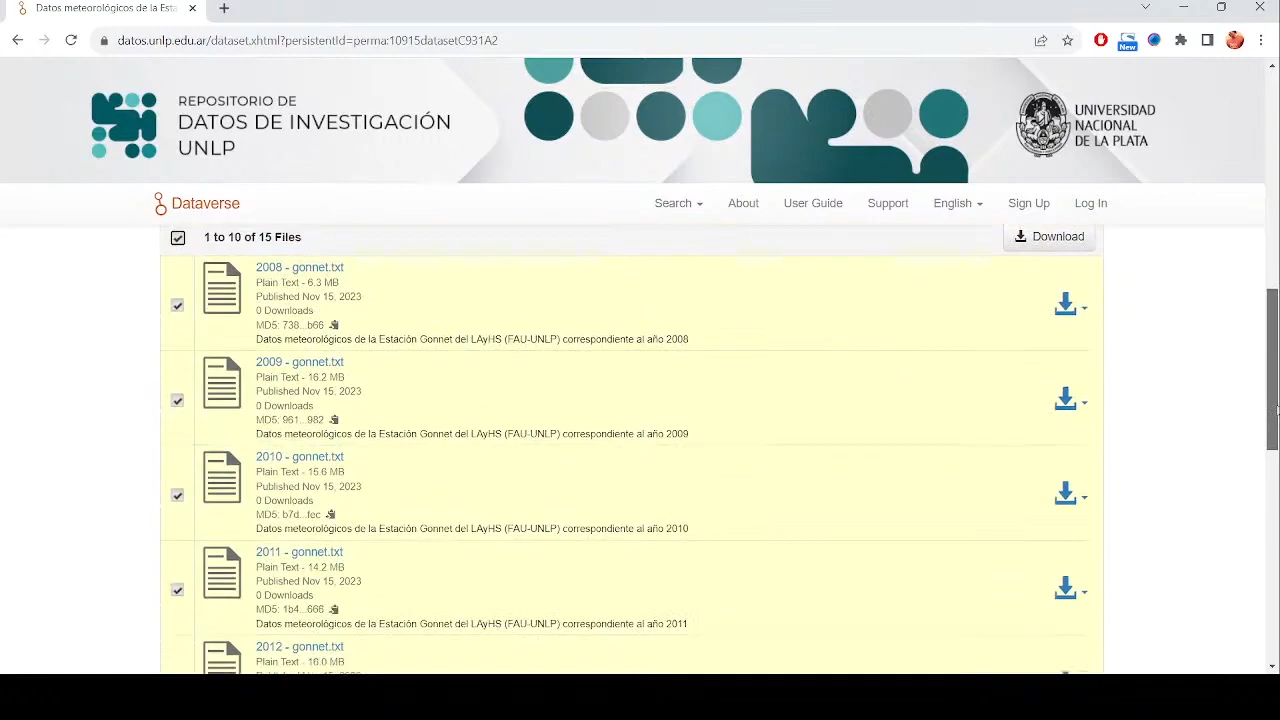 Datos meteorológicos de la Esta
datos.unlp.edu.ar/dataset.xhtml?persistentId=perma:10915datasetC931A2
New
REPOSITORIO DE
DATOS DE INVESTIGACIÓN
UNLP
UNIVERSIDAD
NACIONAL
DE LA PLATA
Dataverse
Search
About
User Guide
Support
English
Sign Up
Log In
1 to 10 of 15 Files
Download
2008 - gonnet.txt
Plain Text - 6.3 MB
Published Nov 15, 2023
0 Downloads
MD5: 738...b66
Datos meteorológicos de la Estación Gonnet del LAyHS (FAU-UNLP) correspondiente al año 2008
2009 - gonnet.txt
Plain Text - 16.2 MB
Published Nov 15, 2023
0 Downloads
MD5: 961...982
Datos meteorológicos de la Estación Gonnet del LAyHS (FAU-UNLP) correspondiente al año 2009
2010 - gonnet.txt
Plain Text - 15.6 MB
Published Nov 15, 2023
0 Downloads
MD5: b7d...fec
Datos meteorológicos de la Estación Gonnet del LAyHS (FAU-UNLP) correspondiente al año 2010
2011 - gonnet.txt
Plain Text - 14.2 MB
Published Nov 15, 2023
0 Downloads
MD5: 1b4...666
Datos meteorológicos de la Estación Gonnet del LAyHS (FAU-UNLP) correspondiente al año 2011
2012 - gonnet.txt
Plain Text - 16.0 MB